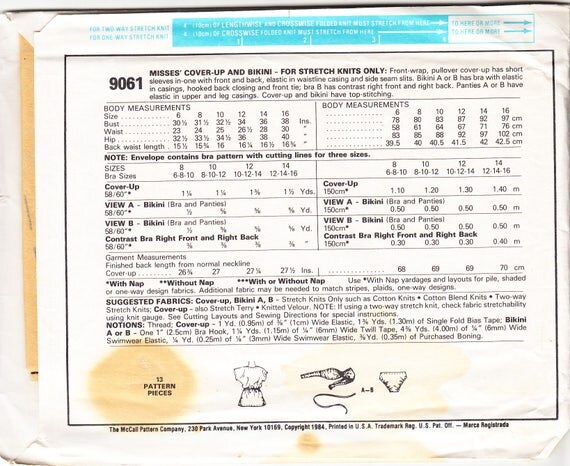 FOR TWO-WAY STRETCH KNIT
4" (10cm) OF LENGTHWISE AND CROSSWISE FOLDED KNIT MUST STRETCH FROM HERE
TO HERE OR MORE
FOR ONE-WAY STRETCH KNIT
4" (10cm) OF CROSSWISE FOLDED KNIT MUST STRETCH FROM HERE
TO HERE OR MORE
1 2 3 4
9061
MISSES' COVER-UP AND BIKINI - FOR STRETCH KNITS ONLY: Front-wrap, pullover cover-up has short
sleeves in-one with front and back, elastic in waistline casing and side seam slits. Bikini A or B has bra with elastic
in casings, hooked back closing and front tie; bra B has contrast right front and right back. Panties A or B have
elastic in upper and leg casings. Cover-up and bikini have top-stitching.
BODY MEASUREMENTS
Size 6 8 10 12 14 16
Bust 30½ 31½ 32½ 34 36 38 Ins.
Waist 23 24 25 26½ 28 30 "
Hip 32½ 33½ 34½ 36 38 40 "
Back waist length 15½ 15¾ 16 16¼ 16½ 16¾ "
BODY MEASUREMENTS
6 8 10 12 14 16
78 80 83 87 92 97 cm
58 61 64 67 71 76 cm
83 85 88 92 97 102 cm
39.5 40 40.5 41.5 42 42.5 cm
NOTE: Envelope contains bra pattern with cutting lines for three sizes.
SIZES 8 10 12 14
Bra Sizes 6-8-10 8-10-12 10-12-14 12-14-16
8 10 12 14
6-8-10 8-10-12 10-12-14 12-14-16
Cover-Up
58/60"* 1¼ 1¼ 1⅜ 1½ Yds.
Cover-Up
150cm* 1.10 1.20 1.30 1.40 m
VIEW A - Bikini (Bra and Panties)
58/60"* ½ Yd.
VIEW A - Bikini (Bra and Panties)
150cm* 0.50 0.50 0.50 0.50 m
VIEW B - Bikini (Bra and Panties)
58/60"* ½ Yd.
VIEW B - Bikini (Bra and Panties)
150cm* 0.50 0.50 0.50 0.50 m
Contrast Bra Right Front and Right Back
58/60"* "
Contrast Bra Right Front and Right Back
150cm* 0.30 0.30 0.30 0.40 m
Garment Measurements
Finished back length from normal neckline
Cover-up 26¾ 27 27¼ 27½ Ins.
68 69 69 70 cm
*With Nap **Without Nap ***With or Without Nap Use *With Nap yardages and layouts for pile, shaded
or one-way design fabrics. Additional fabric may be needed to match stripes, plaids, one-way designs.
SUGGESTED FABRICS: Cover-up, Bikini A, B - Stretch Knits Only such as Cotton Knits • Cotton Blend Knits • Two-way
Stretch Knits; Cover-up - also Stretch Terry • Knitted Velour. NOTE: If using a two-way stretch knit, check fabric stretchability
using knit gauge. See Cutting Layouts and Sewing Directions for special instructions.
NOTIONS: Thread; Cover-up - 1 Yd. (0.95m) of ⅜" (1cm) Wide Elastic, 1⅜ Yds. (1.30m) of Single Fold Bias Tape; Bikini
A or B - One 1" (2.5cm) Bra Hook, 1¼ Yds. (1.15m) of ¼" (6mm) Wide Twill Tape, 4⅜ Yds. (4.00m) of ¼" (6mm) Wide
Swimwear Elastic, ¼ Yd. (0.25m) of ⅛" (3mm) Wide Swimwear Elastic, ⅜ Yd. (0.35m) of Purchased Boning.
13
PATTERN
PIECES
A-B
The McCall Pattern Company, 230 Park Avenue, New York 10169, Copyright 1984, Printed in U.S.A. Trademark Reg. U.S. Pat. Off. - Marca Registrada